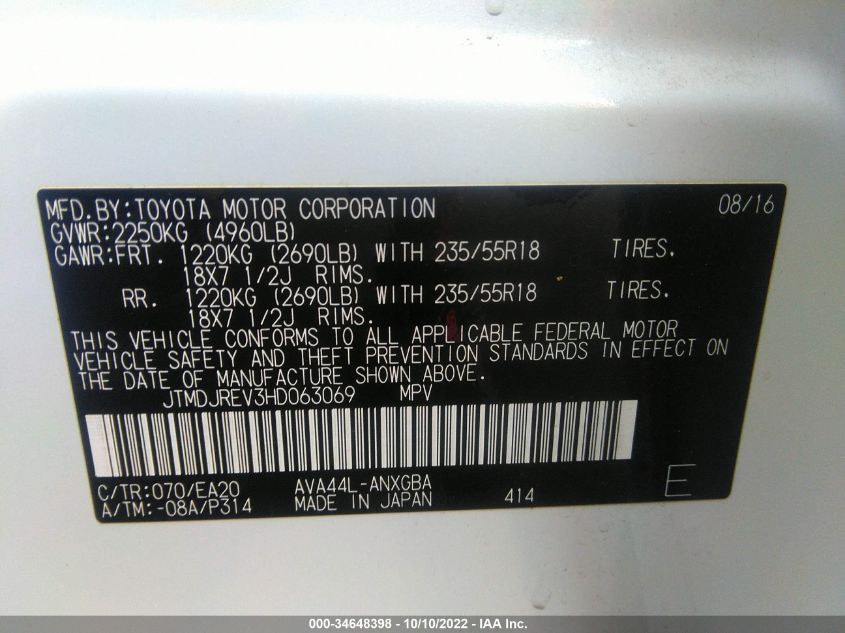 MFD.BY:TOYOTA MOTOR CORPORATION 08/16
GVWR:2250KG (4960LB)
GAWR:FRT. 1220KG (2690LB) WITH 235/55R18 TIRES.
18X7 1/2J RIMS.
RR. 1220KG (2690LB) WITH 235/55R18 TIRES.
18X7 1/2J RIMS.
THIS VEHICLE CONFORMS TO ALL APPLICABLE FEDERAL MOTOR
VEHICLE SAFETY AND THEFT PREVENTION STANDARDS IN EFFECT ON
THE DATE OF MANUFACTURE SHOWN ABOVE.
JTMDJREV3HD063069 MPV
C/TR:070/EA20 AVA44L-ANXGBA
A/TM:-08A/P314 MADE IN JAPAN 414 E
000-34648398 - 10/10/2022 - IAA Inc.